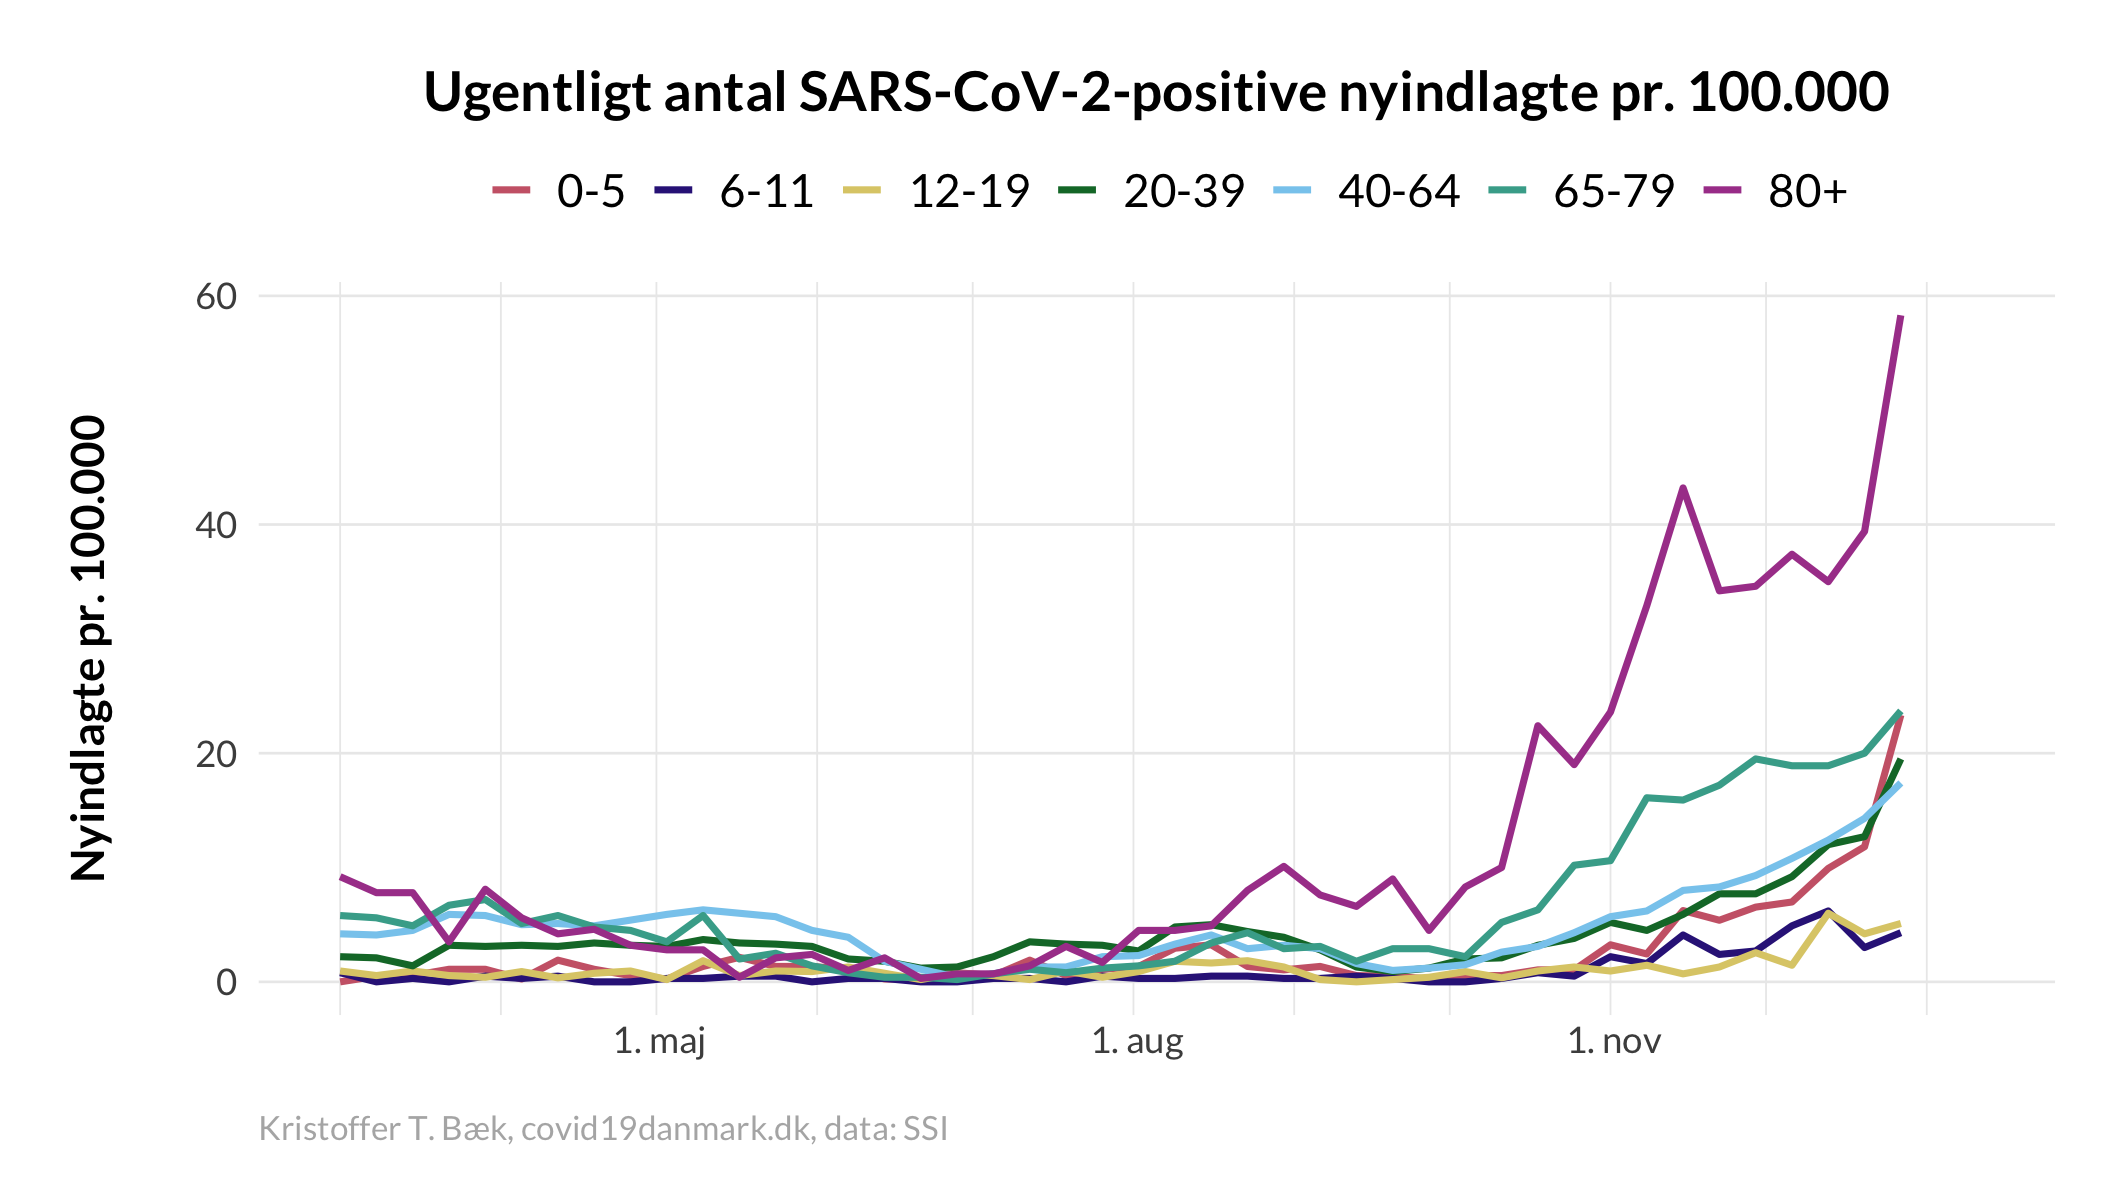 Ugentligt antal SARS-CoV-2-positive nyindlagte pr. 100.000
0-5 6-11 12-19 20-39 40-64 65-79 80+
60
40
20
0
Nyindlagte pr. 100.000
1. maj 1. aug 1. nov
Kristoffer T. Bæk, covid19danmark.dk, data: SSI